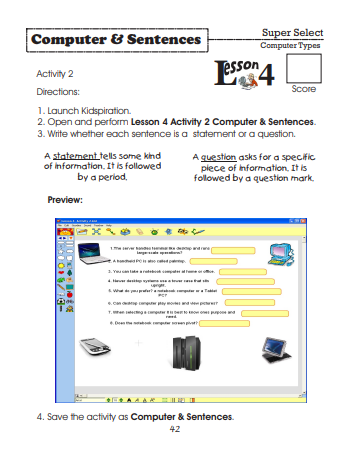 Computer & Sentences
Super Select
Computer Types
Lesson 4
Score
Activity 2
Directions:
1. Launch Kidspiration.
2. Open and perform Lesson 4 Activity 2 Computer & Sentences.
3. Write whether each sentence is a statement or a question.
A statement tells some kind
of information. It is followed
by a period.
A question asks for a specific
piece of information. It is
followed by a question mark.
Preview:
1. The server handles terminal like desktop and runs
large-scale operations?
2. A handheld PC is also called palmtop.
3. You can take a notebook computer at home or office.
4. Newer desktop systems use a tower case that sits
upright.
5. What do you prefer? a notebook computer or a Tablet
PC?
6. Can desktop computer play movies and view pictures?
7. When selecting a computer it is best to know ones purpose and
need.
8. Does the notebook computer screen pivot?
4. Save the activity as Computer & Sentences.
42